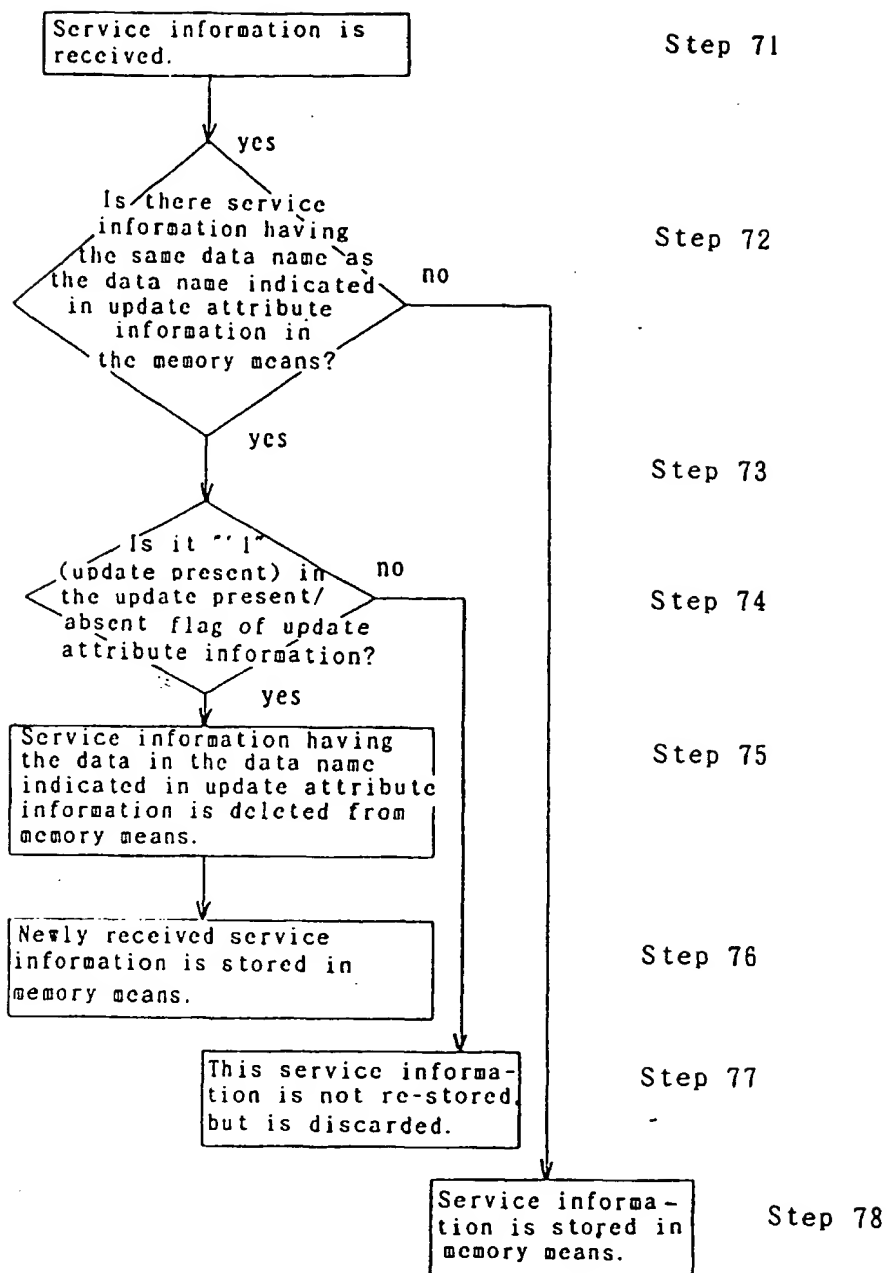 Service information is
received.
Step 71
yes
Is there service
information having
the same data name as
the data name indicated
in update attribute
information in
the memory means?
Step 72
no
yes
Step 73
Is it "'1"
(update present) in
the update present/
absent flag of update
attribute information?
no
Step 74
yes
Service information having
the data in the data name
indicated in update attribute
information is deleted from
memory means.
Step 75
Newly received service
information is stored in
memory means.
Step 76
This service informa-
tion is not re-stored,
but is discarded.
Step 77
Service informa-
tion is stored in
memory means.
Step 78